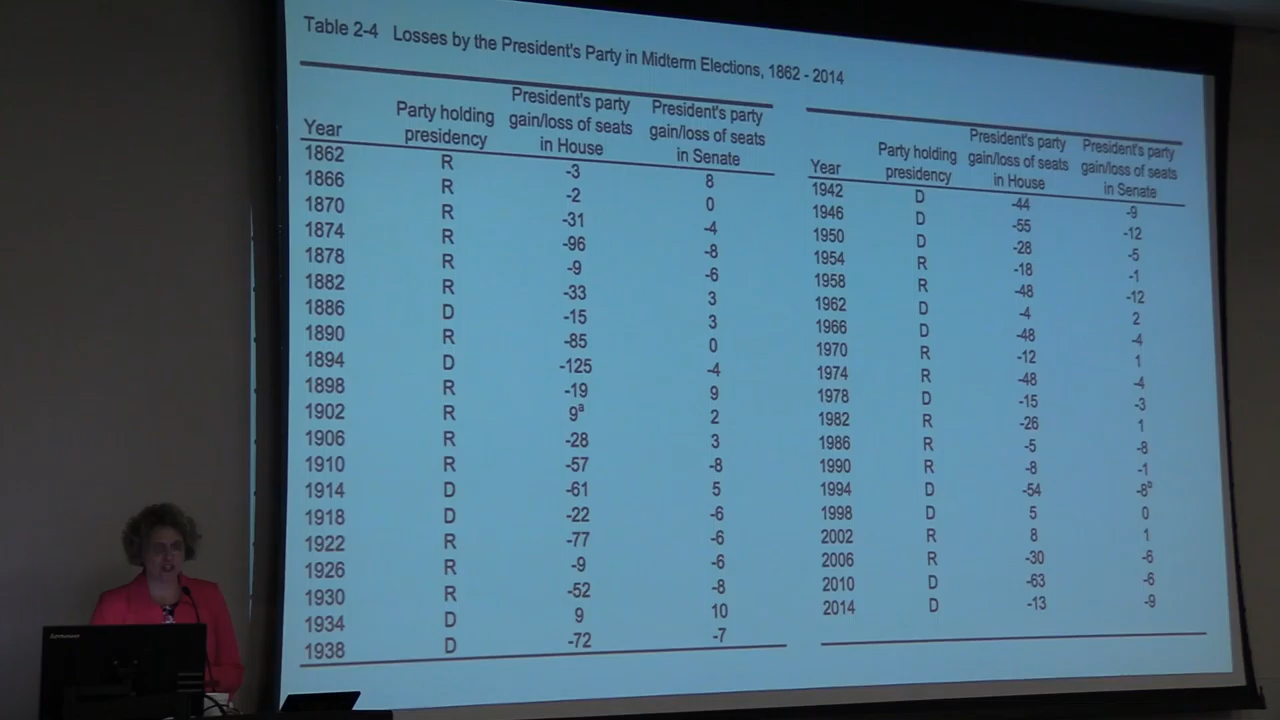 Table 2-4 Losses by the President's Party in Midterm Elections, 1862 - 2014
President's party President's party
Party holding gain/loss of seats gain/loss of seats
Year presidency in House in Senate
1862 R -3 8
1866 R -2 0
1870 R -31 -4
1874 R -96 -8
1878 R -9 -6
1882 R -33 3
1886 D -15 3
1890 R -85 0
1894 D -125 -4
1898 R -19 9
1902 R 9ª 2
1906 R -28 3
1910 R -57 -8
1914 D -61 5
1918 D -22 -6
1922 R -77 -6
1926 R -9 -6
1930 R -52 -8
1934 D 9 10
1938 D -72 -7
President's party President's party
Party holding gain/loss of seats gain/loss of seats
Year presidency in House in Senate
1942 D -44 -9
1946 D -55 -12
1950 D -28 -5
1954 R -18 -1
1958 R -48 -12
1962 D -4 2
1966 D -48 -4
1970 R -12 1
1974 R -48 -4
1978 D -15 -3
1982 R -26 1
1986 R -5 -8
1990 R -8 -1
1994 D -54 -8ᵇ
1998 D 5 0
2002 R 8 1
2006 R -30 -6
2010 D -63 -6
2014 D -13 -9